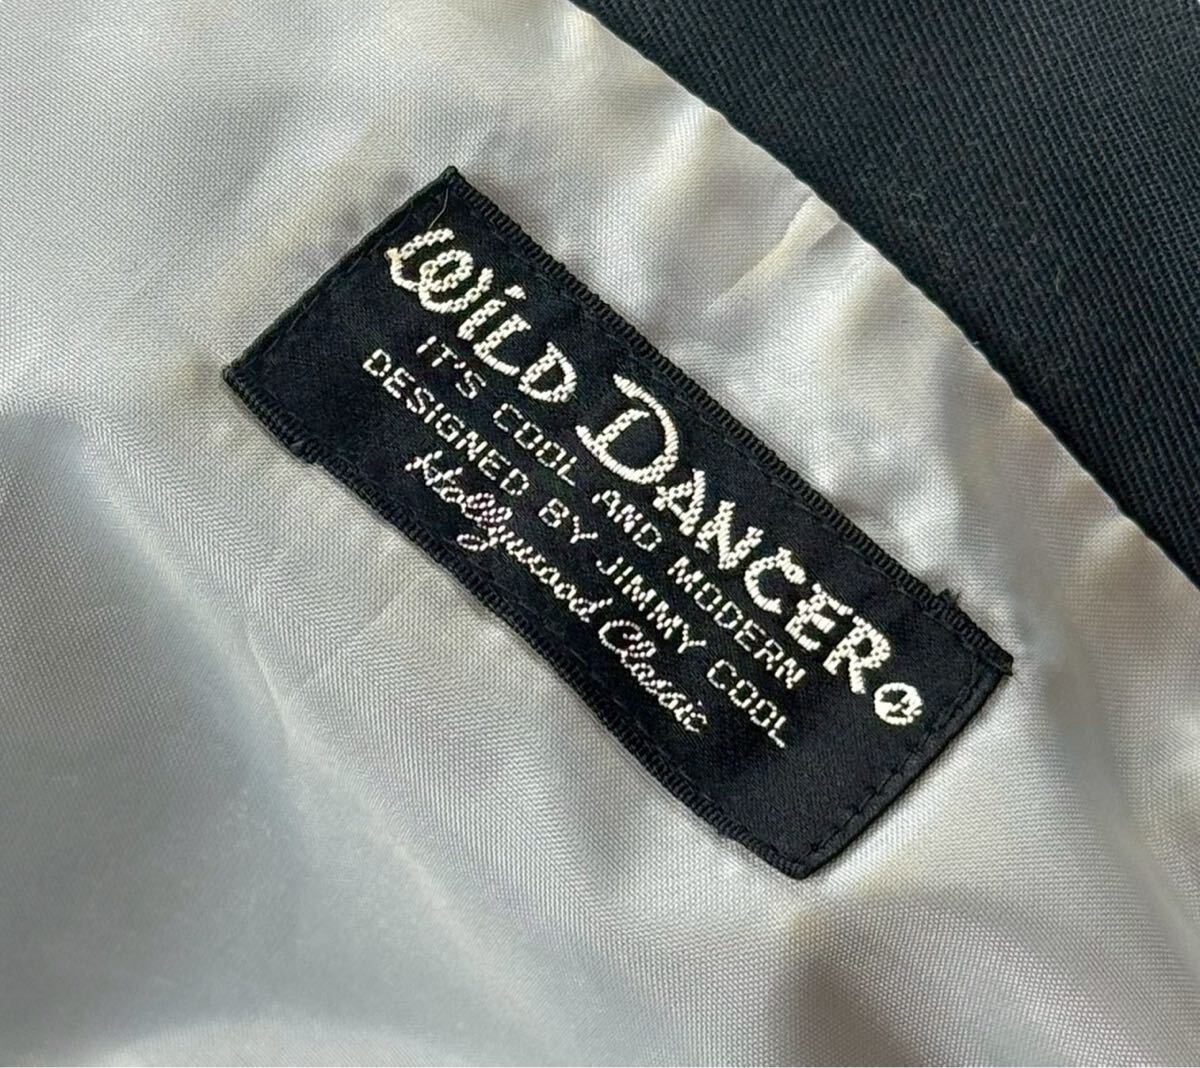 WiLD DANCER
IT'S COOL AND MODERN
DESIGNED BY JIMMY COOL
Hollywood Classic